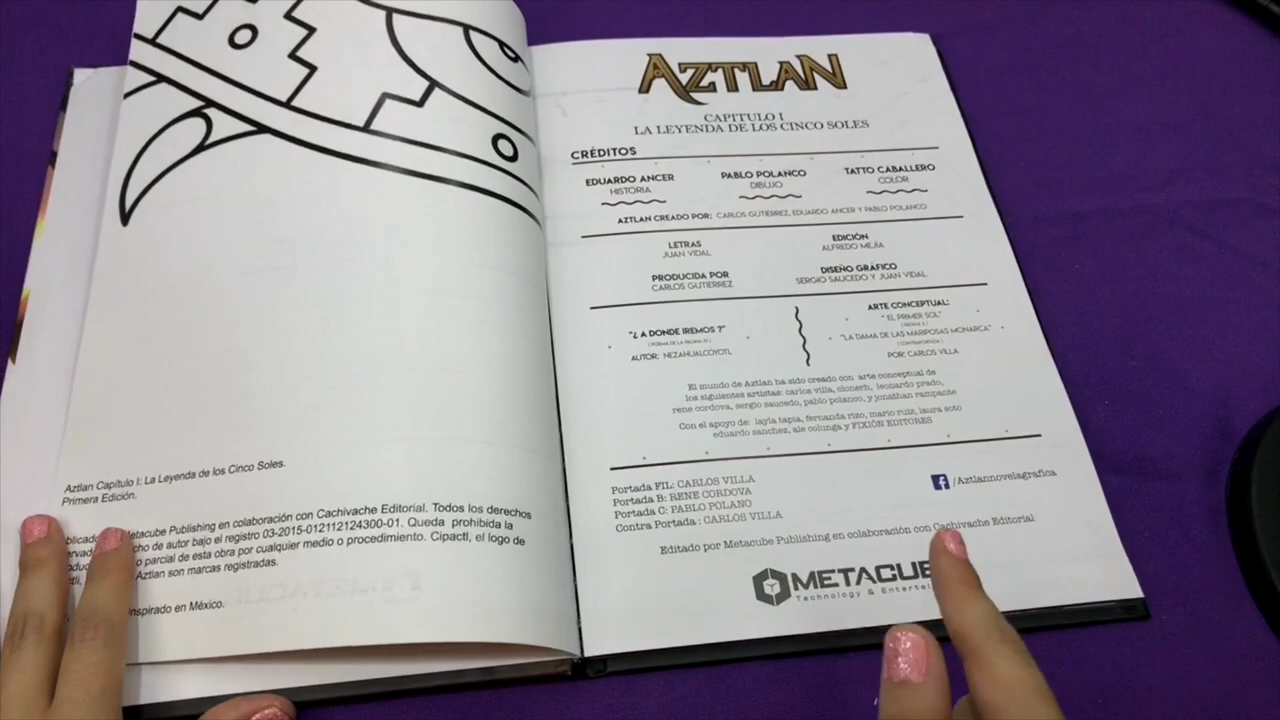 Aztlan Capítulo I: La Leyenda de los Cinco Soles.
Primera Edición.
Metacube Publishing en colaboración con Cachivache Editorial. Todos los derechos
cho de autor bajo el registro 03-2015-012112124300-01. Queda prohibida la
o parcial de esta obra por cualquier medio o procedimiento. Cipactl, el logo de
Aztlan son marcas registradas.
nspirado en México.
AZTLAN
CAPITULO I
LA LEYENDA DE LOS CINCO SOLES
CRÉDITOS
EDUARDO ANCER PABLO POLANCO TATTO CABALLERO
HISTORIA DIBUJO COLOR
AZTLAN CREADO POR: CARLOS GUTIERREZ, EDUARDO ANCER Y PABLO POLANCO
LETRAS EDICIÓN
JUAN VIDAL ALFREDO MEJÍA
PRODUCIDA POR DISEÑO GRÁFICO
CARLOS GUTIERREZ SERGIO SAUCEDO Y JUAN VIDAL
"¿ A DONDE IREMOS ?"
AUTOR: NEZAHUALCOYOTL
ARTE CONCEPTUAL:
" EL PRIMER SOL"
"LA DAMA DE LAS MARIPOSAS MONARCA"
( CONTRAPORTADA )
POR: CARLOS VILLA
El mundo de Aztlan ha sido creado con arte conceptual de
los siguientes artistas: carlos villa, clonerh, leonardo prado,
rene cordova, sergio saucedo, pablo polanco, y jonathan rampante
Con el apoyo de: layla tapia, fernanda rizo, mario ruiz, laura soto
eduardo sanchez, ale colunga y FIXIÓN EDITORES
Portada FIL: CARLOS VILLA
Portada B: RENE CORDOVA
Portada C: PABLO POLANO
Contra Portada : CARLOS VILLA
f /Aztlannovelagrafica
Editado por Metacube Publishing en colaboración con Cachivache Editorial
METACUB
Technology & Entertai